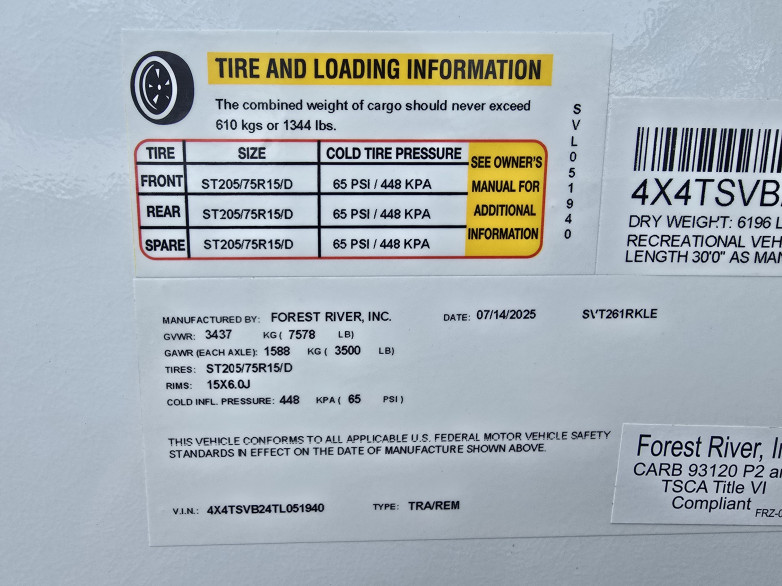 TIRE AND LOADING INFORMATION
The combined weight of cargo should never exceed
610 kgs or 1344 lbs.
TIRE SIZE COLD TIRE PRESSURE SEE OWNER'S
FRONT ST205/75R15/D 65 PSI / 448 KPA MANUAL FOR
REAR ST205/75R15/D 65 PSI / 448 KPA ADDITIONAL
SPARE ST205/75R15/D 65 PSI / 448 KPA INFORMATION
SVL051940
4X4TSVB
DRY WEIGHT: 6196 L
RECREATIONAL VEH
LENGTH 30'0" AS MAN
MANUFACTURED BY: FOREST RIVER, INC. DATE: 07/14/2025 SVT261RKLE
GVWR: 3437 KG ( 7578 LB)
GAWR (EACH AXLE): 1588 KG ( 3500 LB)
TIRES: ST205/75R15/D
RIMS: 15X6.0J
COLD INFL. PRESSURE: 448 KPA ( 65 PSI )
THIS VEHICLE CONFORMS TO ALL APPLICABLE U.S. FEDERAL MOTOR VEHICLE SAFETY
STANDARDS IN EFFECT ON THE DATE OF MANUFACTURE SHOWN ABOVE.
V.I.N.: 4X4TSVB24TL051940 TYPE: TRA/REM
Forest River, In
CARB 93120 P2 an
TSCA Title VI
Compliant FRZ-0